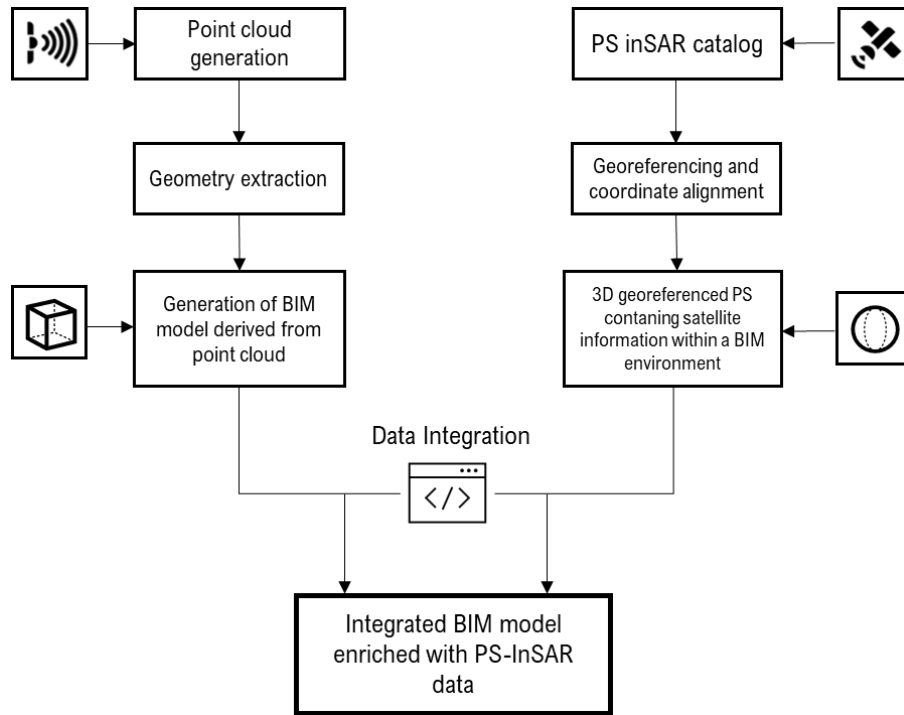 Point cloud
generation
PS inSAR catalog
Geometry extraction
Georeferencing and
coordinate alignment
Generation of BIM
model derived from
point cloud
3D georeferenced PS
contaning satellite
information within a BIM
environment
Data Integration
</>
Integrated BIM model
enriched with PS-InSAR
data